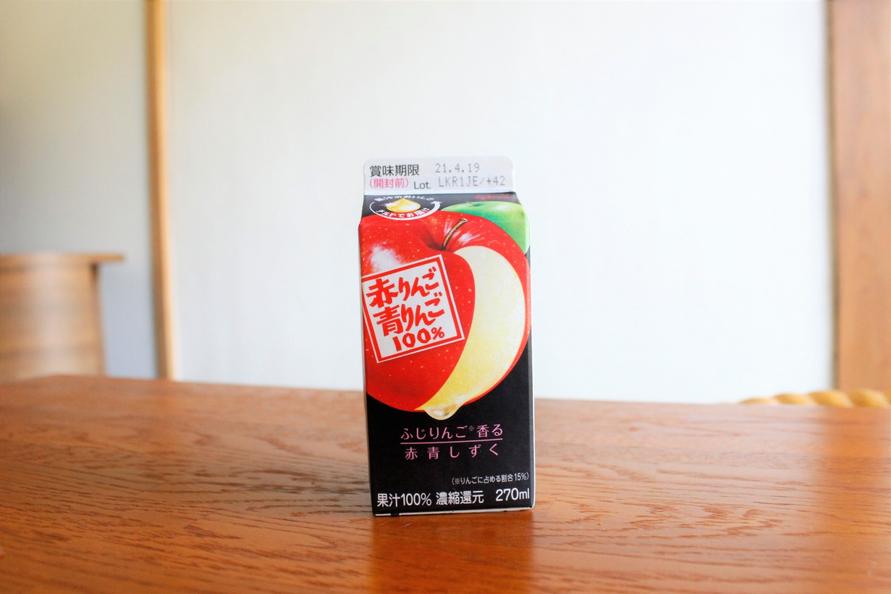 賞味期限 21.4.19
(開封前) Lot. LKR1JE/+42
赤りんご
青りんご
100%
ふじりんご※香る
赤青しずく
(※りんごに占める割合15%)
果汁100% 濃縮還元 270ml